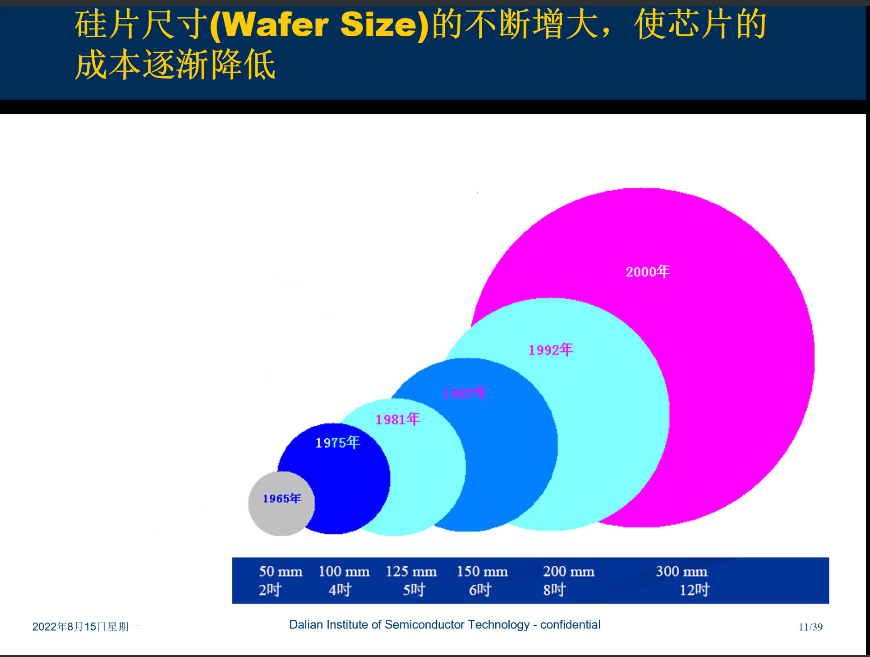 硅片尺寸(Wafer Size)的不断增大，使芯片的
成本逐渐降低
2000年
1992年
1987年
1981年
1975年
1965年
50 mm 100 mm 125 mm 150 mm 200 mm 300 mm
2吋 4吋 5吋 6吋 8吋 12吋
2022年8月15日星期一 Dalian Institute of Semiconductor Technology - confidential 11/39